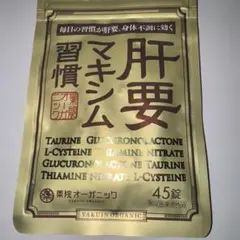 毎日の習慣が肝要、身体不調に効く
肝要
マキシム
習慣
TAURINE GLUCURONOLACTONE
L-CYSTEINE THIAMINE NITRATE
GLUCURONOLACTONE TAURINE
THIAMINE NITRATE L-CYSTEINE
薬院オーガニック
45錠
YAKUIN ORGANIC